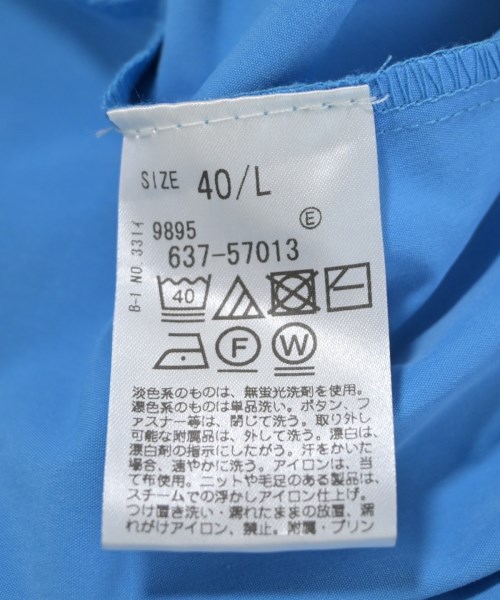 SIZE 40/L
E
9895
637-57013
B-1 NO.3314
40
F
W
淡色系のものは、無蛍光洗剤を使用。
濃色系のものは単品洗い。ボタン、フ
ァスナー等は、閉じて洗う。取り外し
可能な附属品は、外して洗う。漂白は、
漂白剤の指示にしたがう。汗をかいた
場合、速やかに洗う。アイロンは、当
て布使用。ニットや毛足のある製品は、
スチームでの浮かしアイロン仕上げ。
つけ置き洗い・濡れたままの放置、濡
れがけアイロン、禁止。附属・プリン